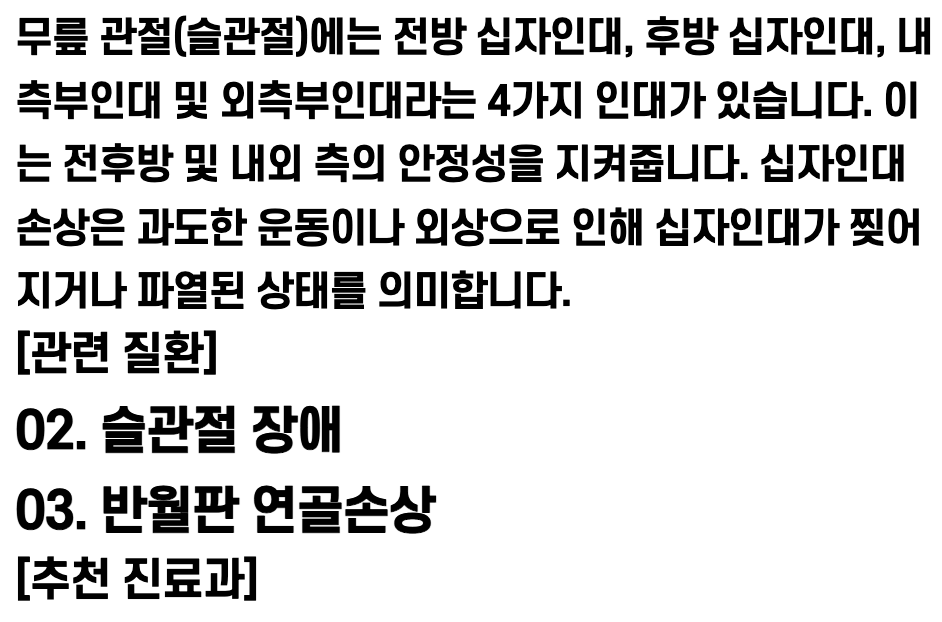 무릎 관절(슬관절)에는 전방 십자인대, 후방 십자인대, 내
측부인대 및 외측부인대라는 4가지 인대가 있습니다. 이
는 전후방 및 내외 측의 안정성을 지켜줍니다. 십자인대
손상은 과도한 운동이나 외상으로 인해 십자인대가 찢어
지거나 파열된 상태를 의미합니다.
[관련 질환]
02. 슬관절 장애
03. 반월판 연골손상
[추천 진료과]